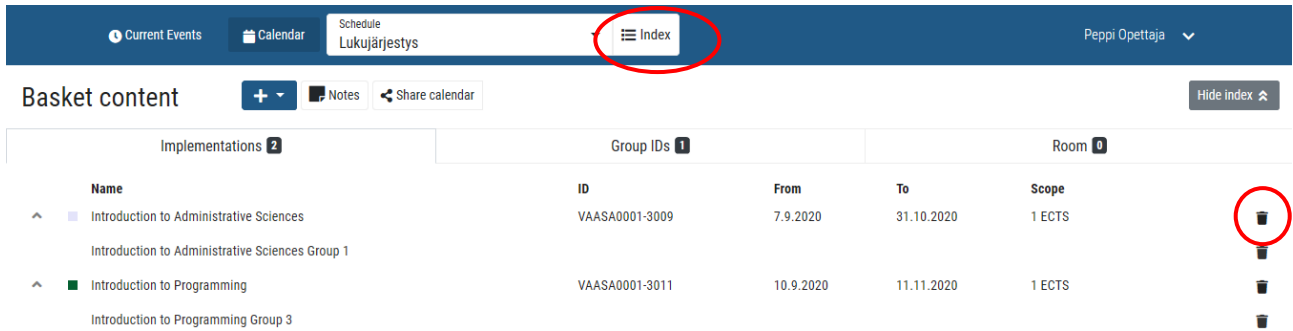 Current Events Calendar Schedule Index Peppi Opettaja
Lukujärjestys
Basket content + Notes Share calendar Hide index
Implementations 2 Group IDs 1 Room 0
Name ID From To Scope
Introduction to Administrative Sciences VAASA0001-3009 7.9.2020 31.10.2020 1 ECTS
Introduction to Administrative Sciences Group 1
Introduction to Programming VAASA0001-3011 10.9.2020 11.11.2020 1 ECTS
Introduction to Programming Group 3